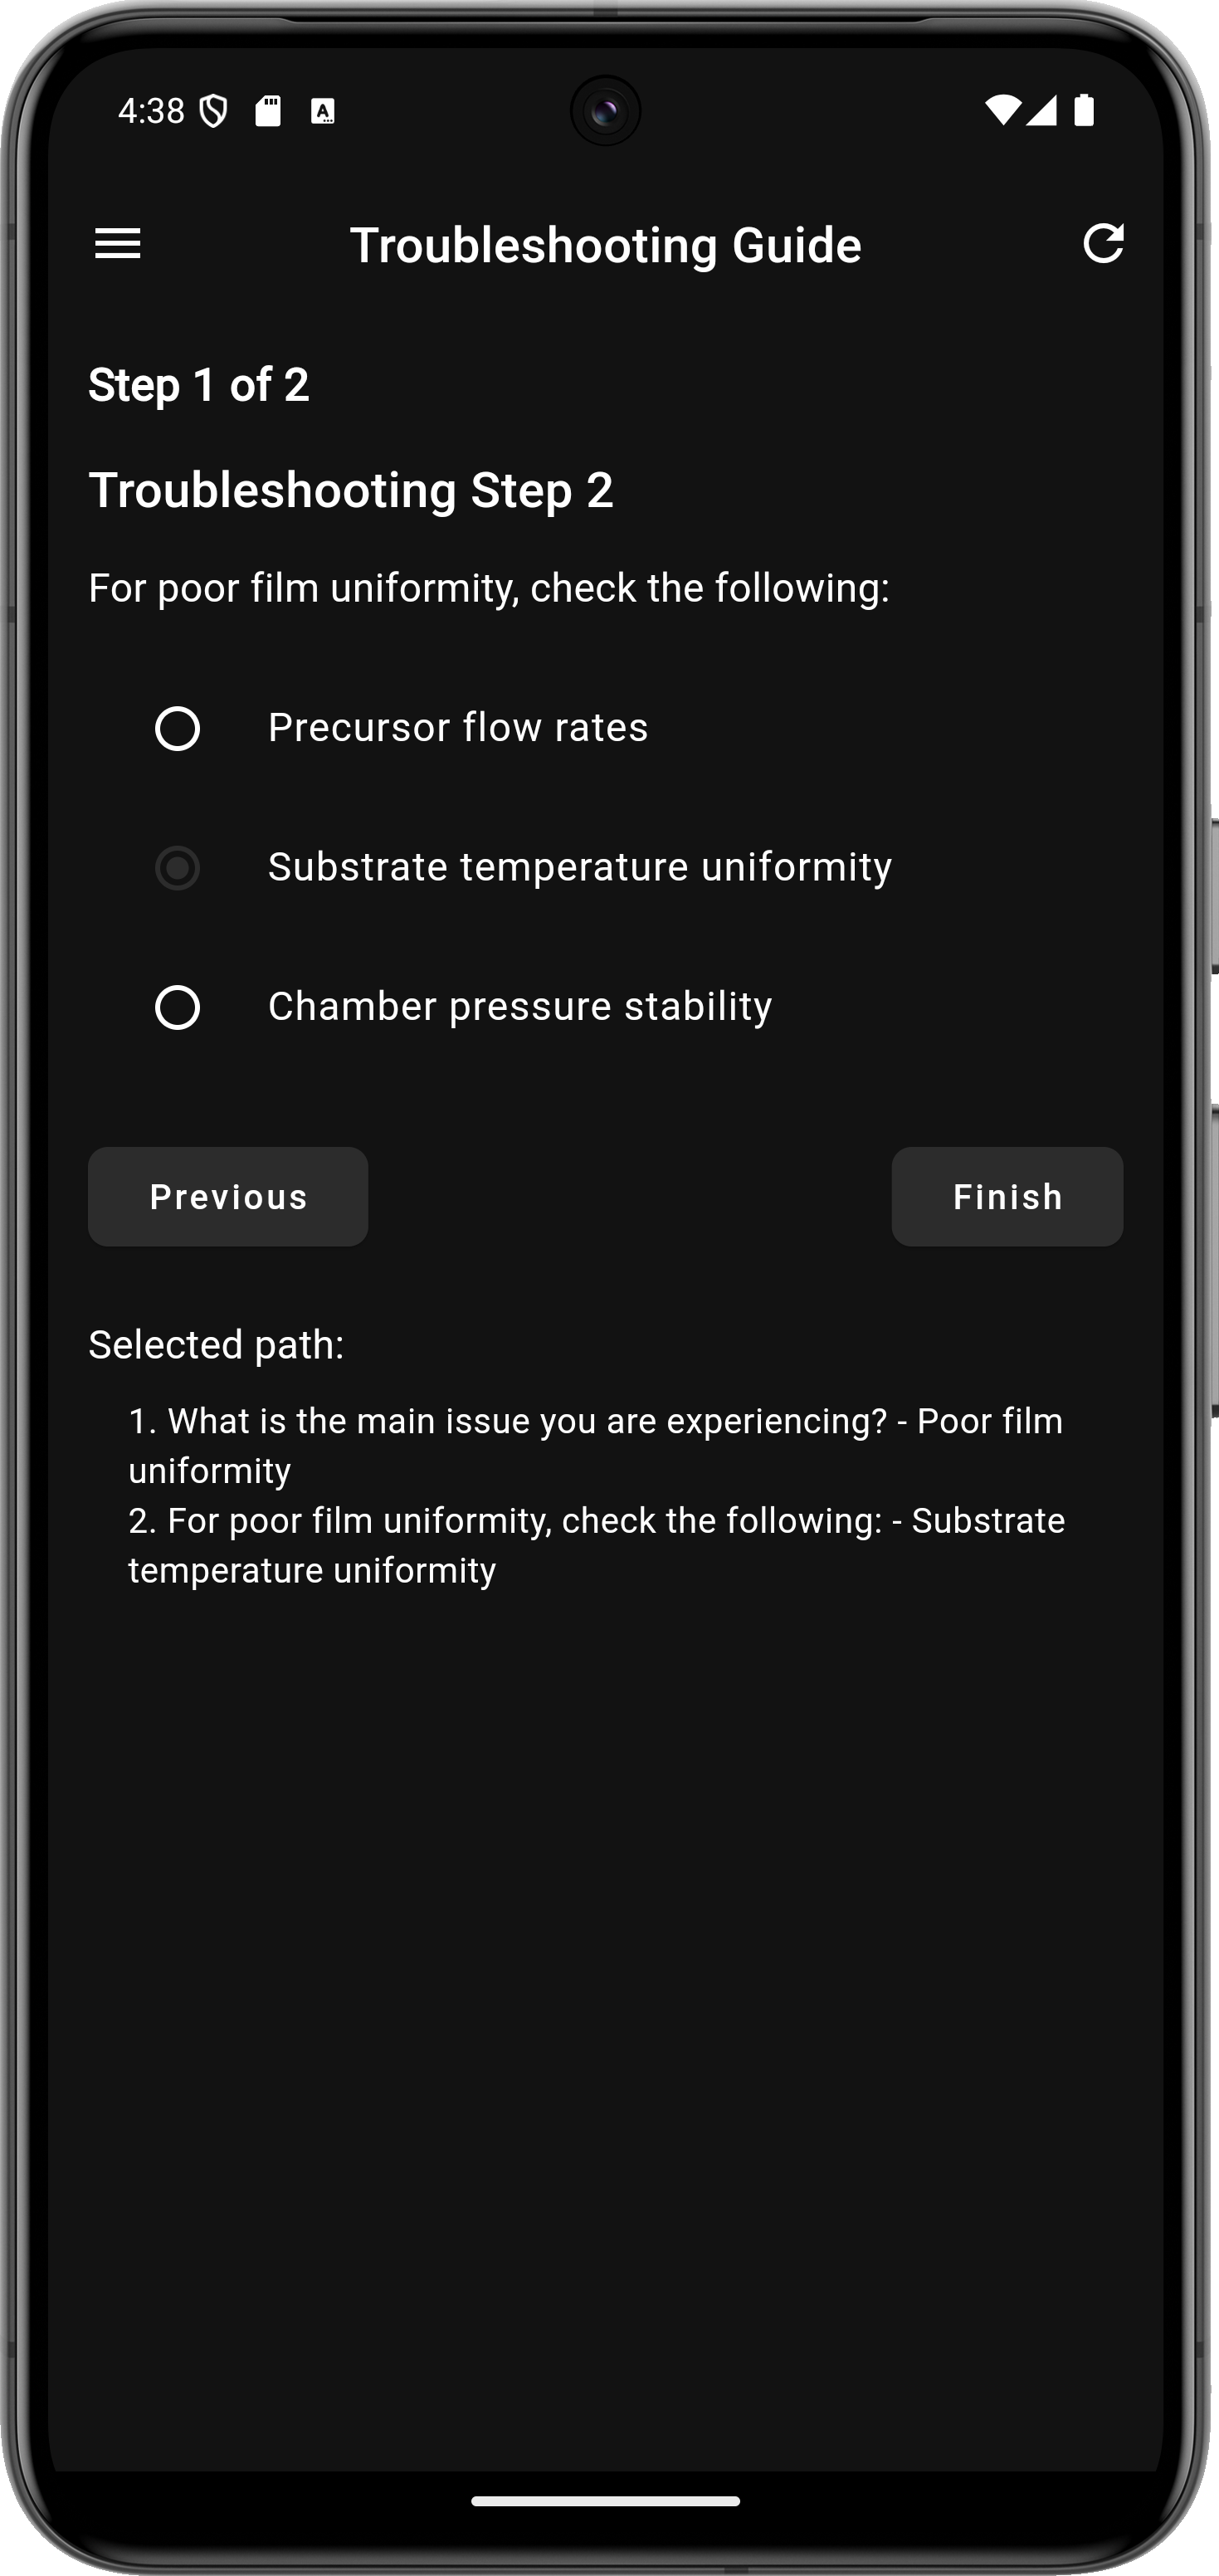 4:38
Troubleshooting Guide
Step 1 of 2
Troubleshooting Step 2
For poor film uniformity, check the following:
Precursor flow rates
Substrate temperature uniformity
Chamber pressure stability
Previous
Finish
Selected path:
1. What is the main issue you are experiencing? - Poor film
uniformity
2. For poor film uniformity, check the following: - Substrate
temperature uniformity